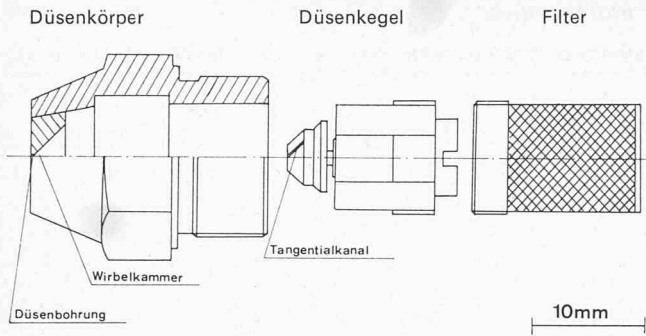 Düsenkörper
Düsenkegel
Filter
Tangentialkanal
Wirbelkammer
Düsenbohrung
10mm